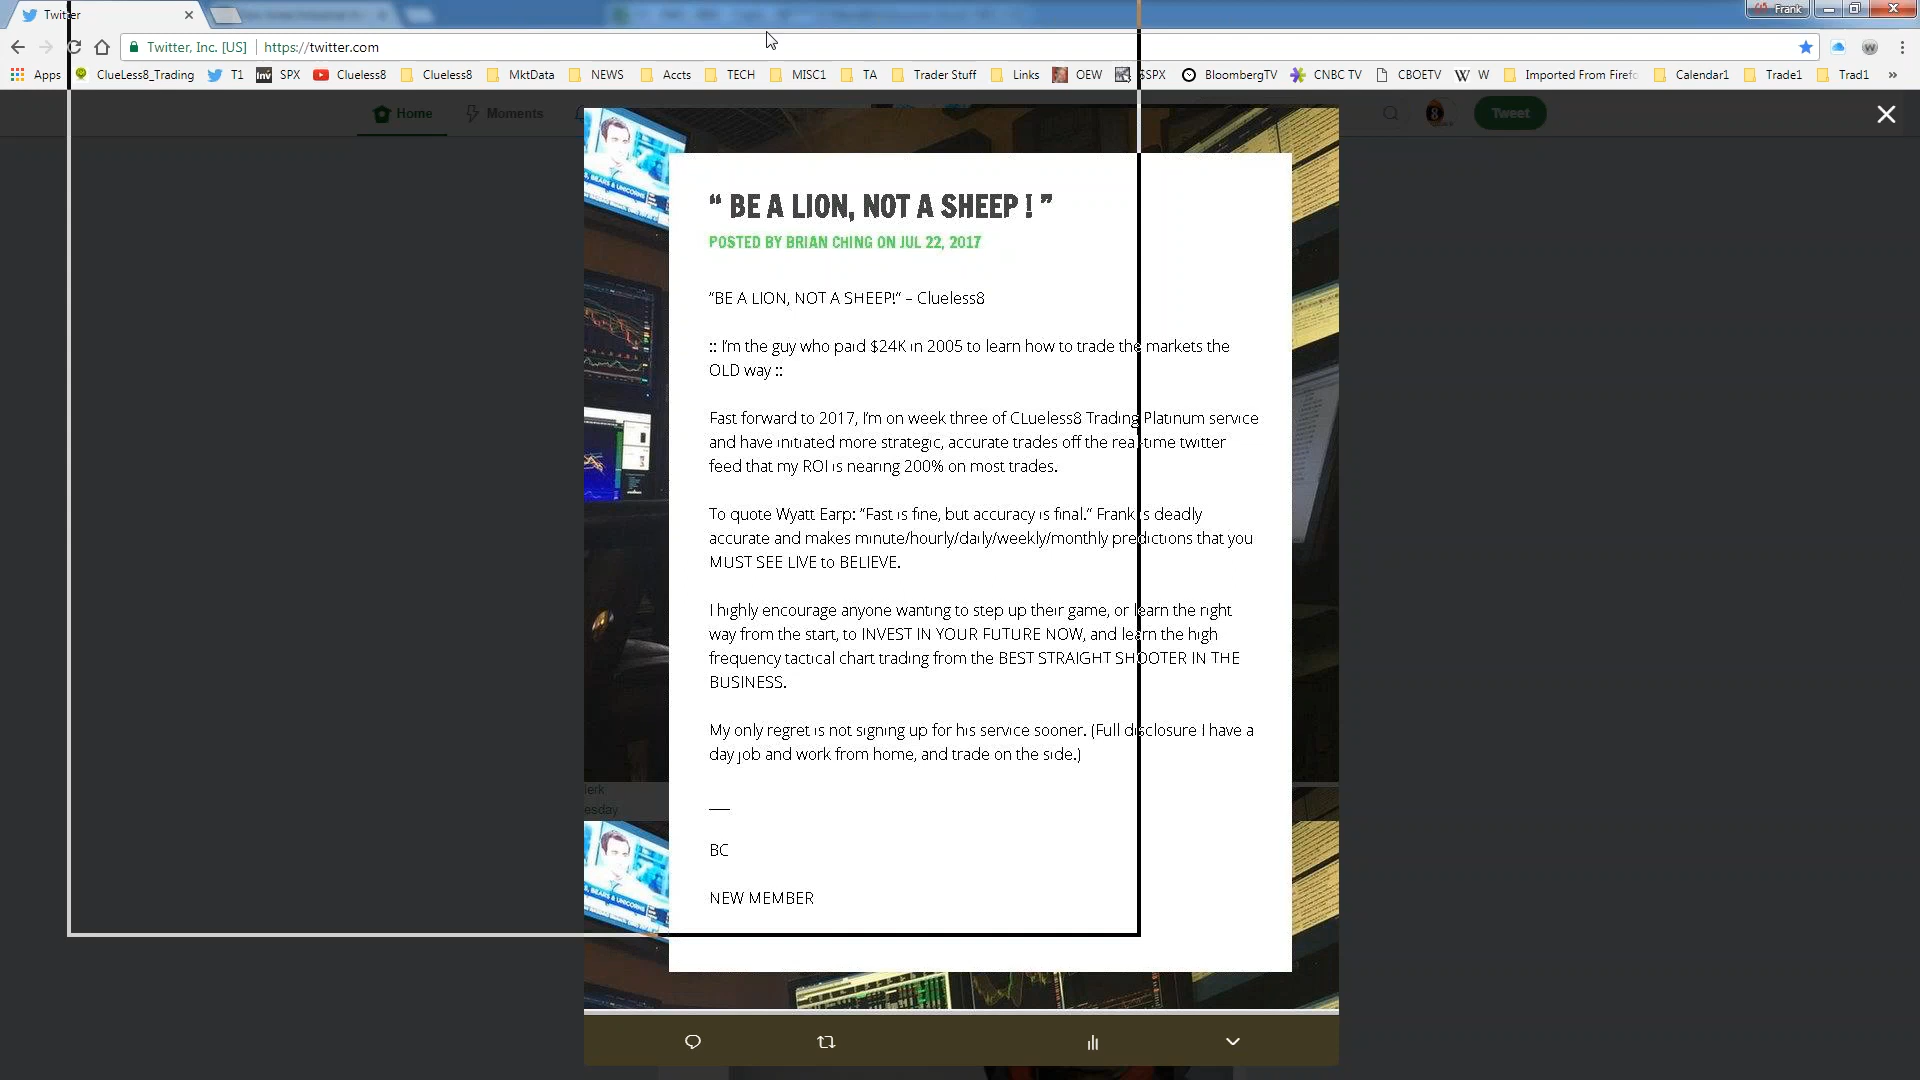 Twitter
Frank
Twitter, Inc. [US] https://twitter.com
Apps ClueLess8_Trading T1 Inv SPX Clueless8 Clueless8 MktData NEWS Accts TECH MISC1 TA Trader Stuff Links OEW $SPX BloombergTV CNBC TV CBOETV W W Imported From Firefo Calendar1 Trade1 Trad1 »
Home Moments 8 Tweet
“ BE A LION, NOT A SHEEP ! ”
POSTED BY BRIAN CHING ON JUL 22, 2017
“BE A LION, NOT A SHEEP!” – Clueless8
:: I’m the guy who paid $24K in 2005 to learn how to trade the markets the
OLD way ::
Fast forward to 2017, I’m on week three of CLueless8 Trading Platinum service
and have initiated more strategic, accurate trades off the real-time twitter
feed that my ROI is nearing 200% on most trades.
To quote Wyatt Earp: “Fast is fine, but accuracy is final.” Frank is deadly
accurate and makes minute/hourly/daily/weekly/monthly predictions that you
MUST SEE LIVE to BELIEVE.
I highly encourage anyone wanting to step up their game, or learn the right
way from the start, to INVEST IN YOUR FUTURE NOW, and learn the high
frequency tactical chart trading from the BEST STRAIGHT SHOOTER IN THE
BUSINESS.
My only regret is not signing up for his service sooner. (Full disclosure I have a
day job and work from home, and trade on the side.)
BC
NEW MEMBER
BEARS & UNICORNS
lerk
esday
BEARS & UNICORNS